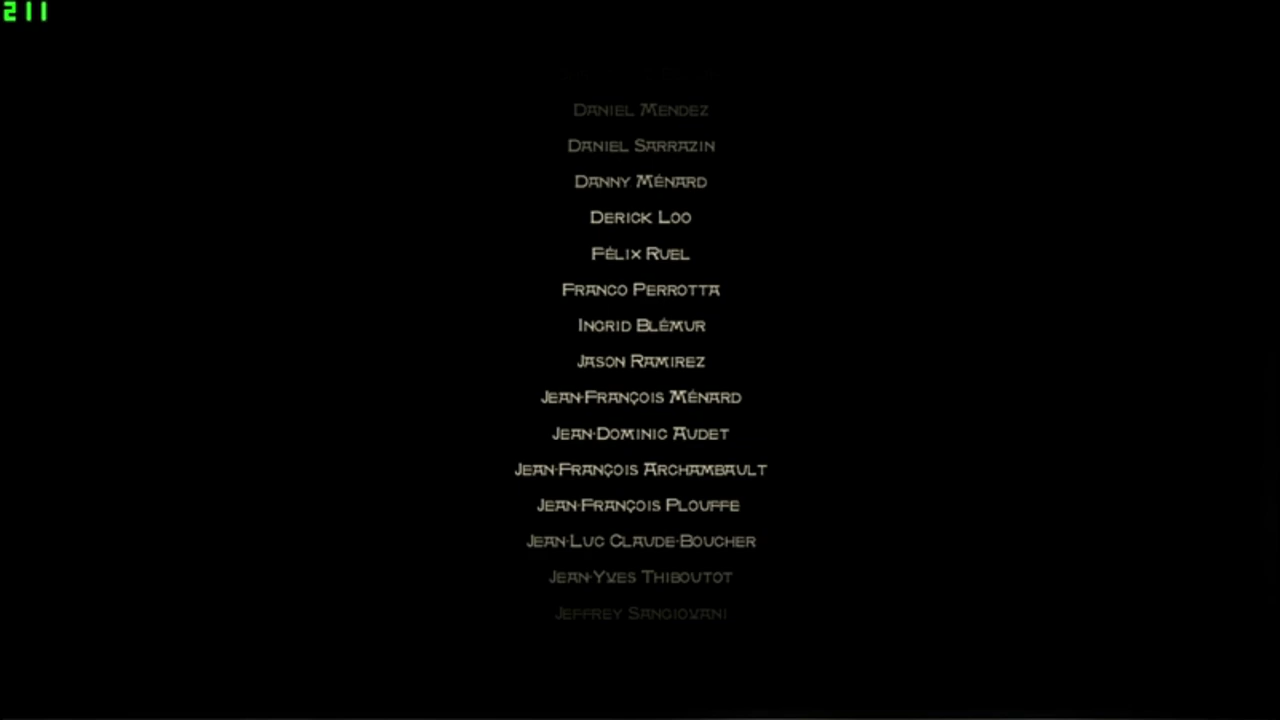 211
Daniel Mendez
Daniel Sarrazin
Danny Ménard
Derick Loo
Félix Ruel
Franco Perrotta
Ingrid Blémur
Jason Ramirez
Jean-François Ménard
Jean-Dominic Audet
Jean-François Archambault
Jean-François Plouffe
Jean-Luc Claude-Boucher
Jean-Yves Thiboutot
Jeffrey Sangiovani